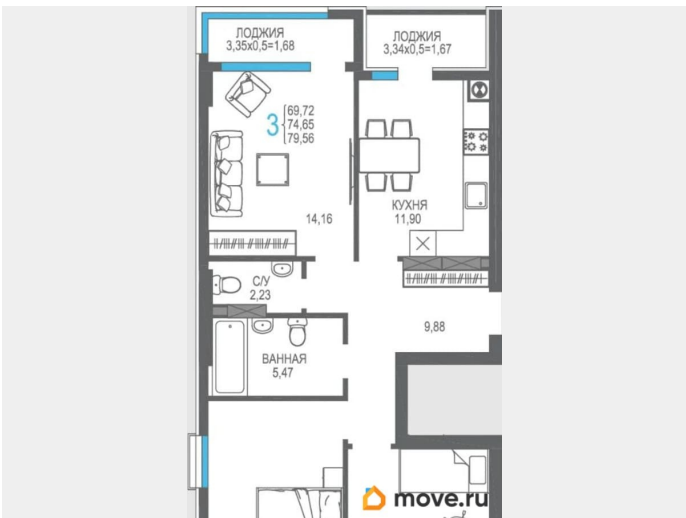 ЛОДЖИЯ
3,35x0,5=1,68
ЛОДЖИЯ
3,34x0,5=1,67
3
69,72
74,65
79,56
14,16
КУХНЯ
11,90
С/У
2,23
9,88
ВАННАЯ
5,47
move.ru